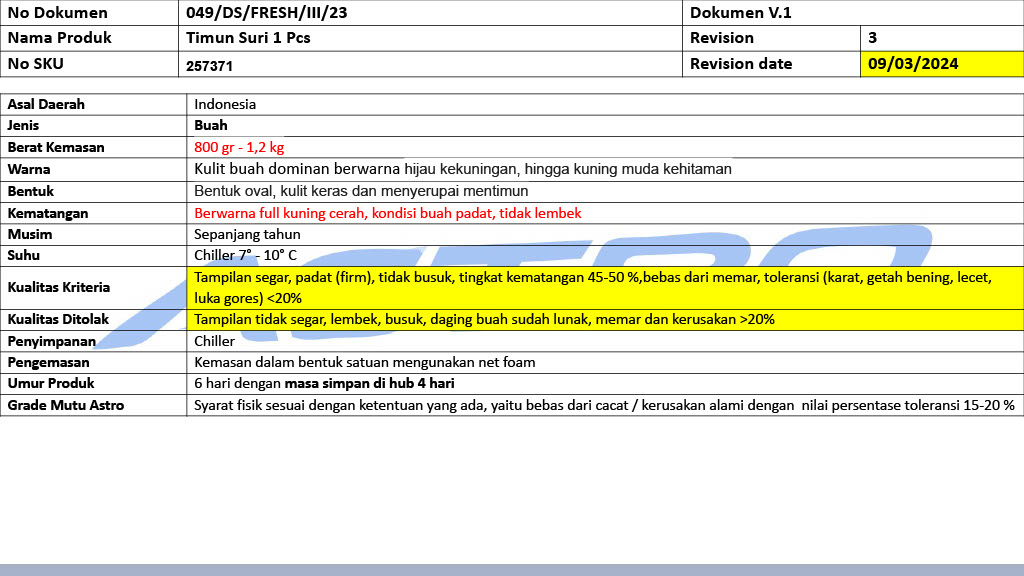 No Dokumen 049/DS/FRESH/III/23 Dokumen V.1
Nama Produk Timun Suri 1 Pcs Revision 3
No SKU 257371 Revision date 09/03/2024
Asal Daerah Indonesia
Jenis Buah
Berat Kemasan 800 gr - 1,2 kg
Warna Kulit buah dominan berwarna hijau kekuningan, hingga kuning muda kehitaman
Bentuk Bentuk oval, kulit keras dan menyerupai mentimun
Kematangan Berwarna full kuning cerah, kondisi buah padat, tidak lembek
Musim Sepanjang tahun
Suhu Chiller 7° - 10° C
Kualitas Kriteria Tampilan segar, padat (firm), tidak busuk, tingkat kematangan 45-50 %,bebas dari memar, toleransi (karat, getah bening, lecet,
luka gores) <20%
Kualitas Ditolak Tampilan tidak segar, lembek, busuk, daging buah sudah lunak, memar dan kerusakan >20%
Penyimpanan Chiller
Pengemasan Kemasan dalam bentuk satuan mengunakan net foam
Umur Produk 6 hari dengan masa simpan di hub 4 hari
Grade Mutu Astro Syarat fisik sesuai dengan ketentuan yang ada, yaitu bebas dari cacat / kerusakan alami dengan nilai persentase toleransi 15-20 %
ASTRO